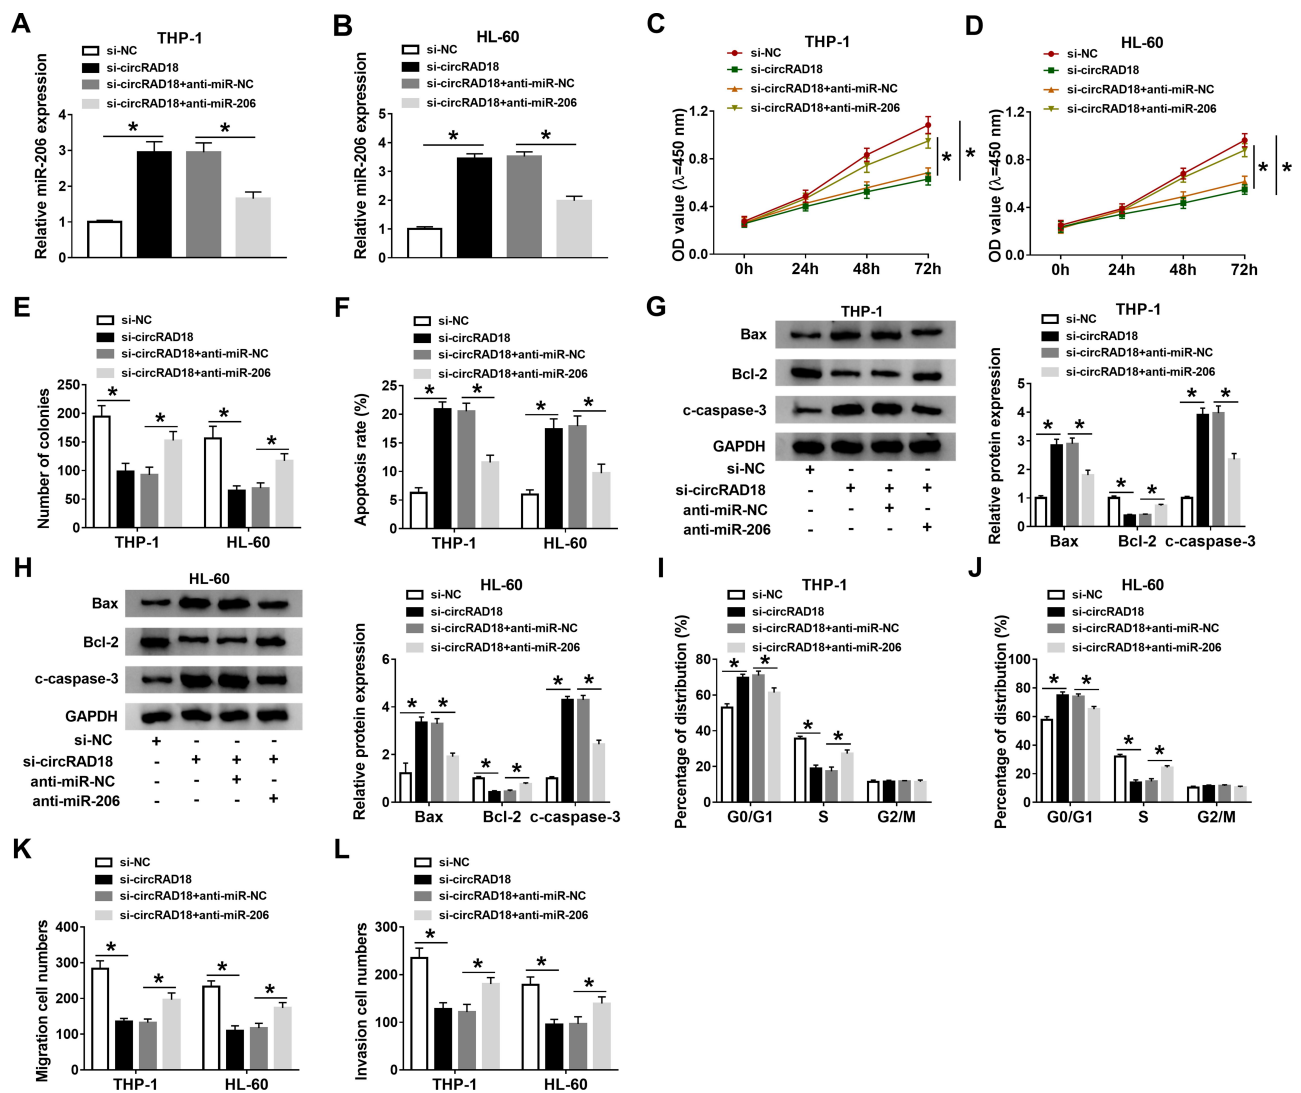 A
THP-1
si-NC
si-circRAD18
si-circRAD18+anti-miR-NC
si-circRAD18+anti-miR-206
Relative miR-206 expression
4
3
2
1
0
* *
B
HL-60
si-NC
si-circRAD18
si-circRAD18+anti-miR-NC
si-circRAD18+anti-miR-206
Relative miR-206 expression
5
4
3
2
1
0
* *
C
THP-1
si-NC
si-circRAD18
si-circRAD18+anti-miR-NC
si-circRAD18+anti-miR-206
OD value (λ=450 nm)
1.2
0.8
0.4
0.0
0h 24h 48h 72h
* *
D
HL-60
si-NC
si-circRAD18
si-circRAD18+anti-miR-NC
si-circRAD18+anti-miR-206
OD value (λ=450 nm)
1.2
0.8
0.4
0.0
0h 24h 48h 72h
* *
E
si-NC
si-circRAD18
si-circRAD18+anti-miR-NC
si-circRAD18+anti-miR-206
Number of colonies
250
200
150
100
50
0
* * * *
THP-1 HL-60
F
si-NC
si-circRAD18
si-circRAD18+anti-miR-NC
si-circRAD18+anti-miR-206
Apoptosis rate (%)
25
20
15
10
5
0
* * * *
THP-1 HL-60
G
THP-1
Bax
Bcl-2
c-caspase-3
GAPDH
si-NC + - - -
si-circRAD18 - + + +
anti-miR-NC - - + -
anti-miR-206 - - - +
THP-1
si-NC
si-circRAD18
si-circRAD18+anti-miR-NC
si-circRAD18+anti-miR-206
Relative protein expression
5
4
3
2
1
0
* * * * * *
Bax Bcl-2 c-caspase-3
H
HL-60
Bax
Bcl-2
c-caspase-3
GAPDH
si-NC + - - -
si-circRAD18 - + + +
anti-miR-NC - - + -
anti-miR-206 - - - +
HL-60
si-NC
si-circRAD18
si-circRAD18+anti-miR-NC
si-circRAD18+anti-miR-206
Relative protein expression
6
4
2
0
* * * * * *
Bax Bcl-2 c-caspase-3
I
THP-1
si-NC
si-circRAD18
si-circRAD18+anti-miR-NC
si-circRAD18+anti-miR-206
Percentage of distribution (%)
80
60
40
20
0
* * * *
G0/G1 S G2/M
J
HL-60
si-NC
si-circRAD18
si-circRAD18+anti-miR-NC
si-circRAD18+anti-miR-206
Percentage of distribution (%)
100
80
60
40
20
0
* * * *
G0/G1 S G2/M
K
si-NC
si-circRAD18
si-circRAD18+anti-miR-NC
si-circRAD18+anti-miR-206
Migration cell numbers
400
300
200
100
0
* * * *
THP-1 HL-60
L
si-NC
si-circRAD18
si-circRAD18+anti-miR-NC
si-circRAD18+anti-miR-206
Invasion cell numbers
300
200
100
0
* * * *
THP-1 HL-60